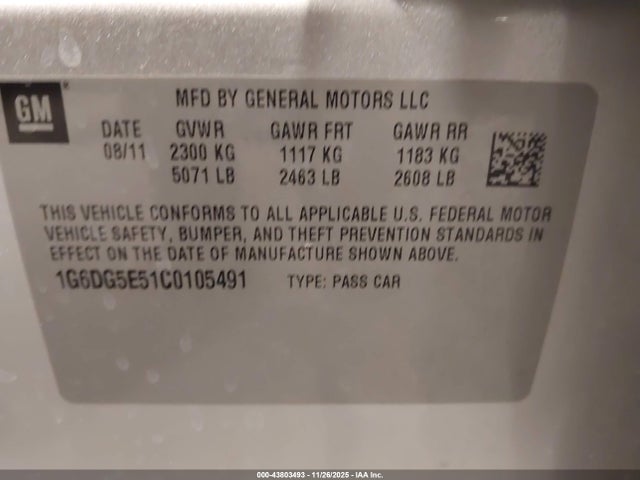 GM ®
MFD BY GENERAL MOTORS LLC
DATE GVWR GAWR FRT GAWR RR
08/11 2300 KG 1117 KG 1183 KG
5071 LB 2463 LB 2608 LB
THIS VEHICLE CONFORMS TO ALL APPLICABLE U.S. FEDERAL MOTOR
VEHICLE SAFETY, BUMPER, AND THEFT PREVENTION STANDARDS IN
EFFECT ON THE DATE OF MANUFACTURE SHOWN ABOVE.
1G6DG5E51C0105491 TYPE: PASS CAR
000-43803493 - 11/26/2025 - IAA Inc.